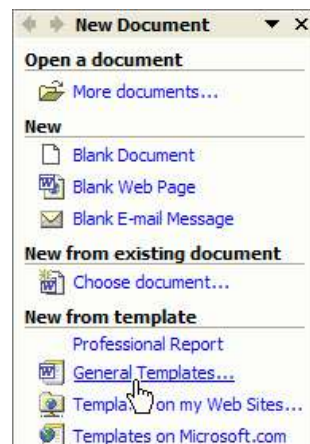 New Document
Open a document
More documents...
New
Blank Document
Blank Web Page
Blank E-mail Message
New from existing document
Choose document...
New from template
Professional Report
General Templates...
Templates on my Web Sites...
Templates on Microsoft.com